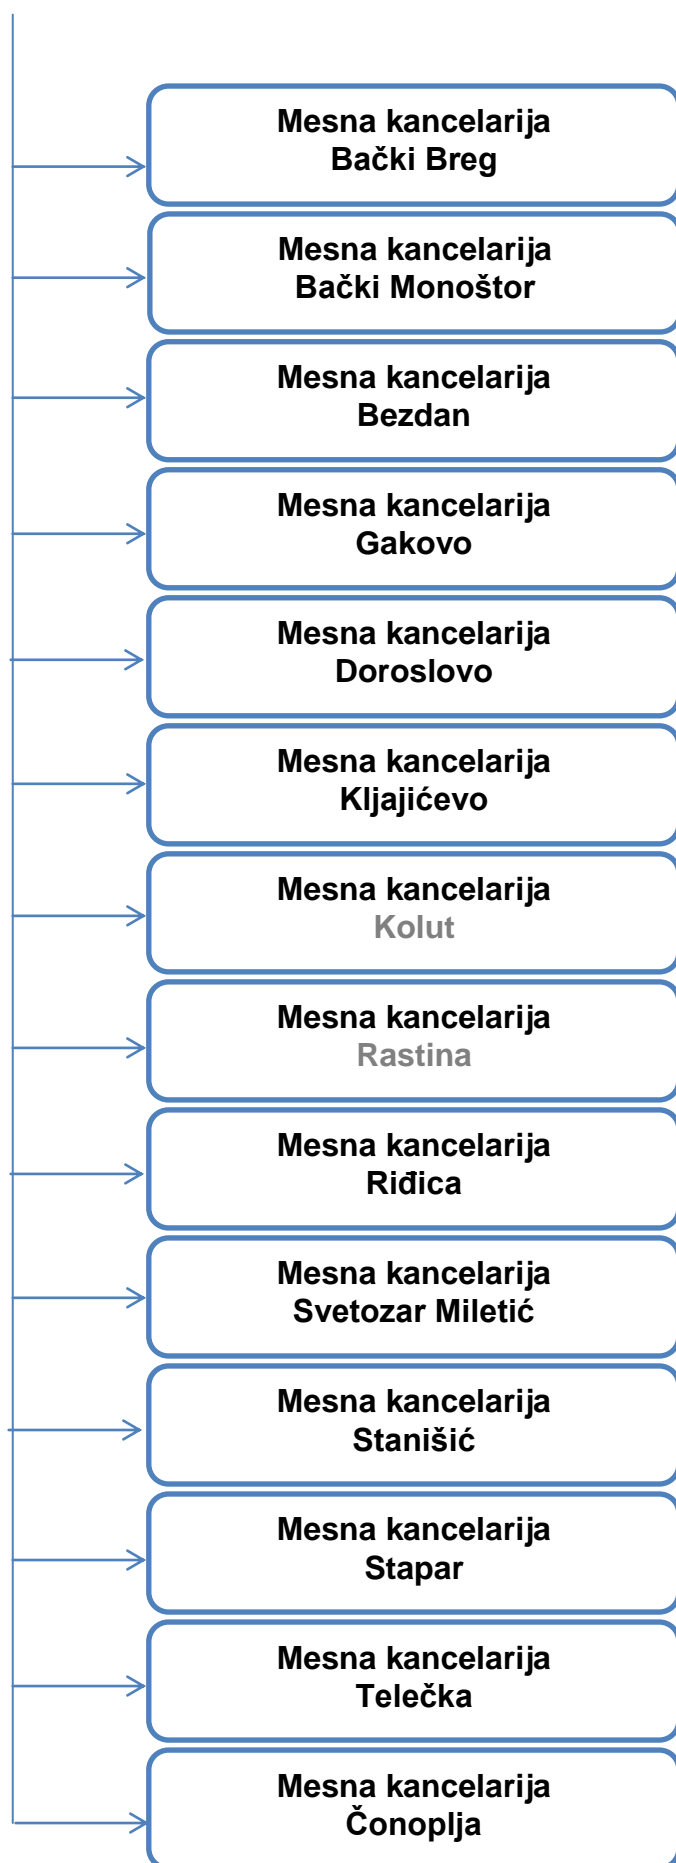 Mesna kancelarija
Bački Breg
Mesna kancelarija
Bački Monoštor
Mesna kancelarija
Bezdan
Mesna kancelarija
Gakovo
Mesna kancelarija
Doroslovo
Mesna kancelarija
Kljajićevo
Mesna kancelarija
Kolut
Mesna kancelarija
Rastina
Mesna kancelarija
Riđica
Mesna kancelarija
Svetozar Miletić
Mesna kancelarija
Stanišić
Mesna kancelarija
Stapar
Mesna kancelarija
Telečka
Mesna kancelarija
Čonoplja